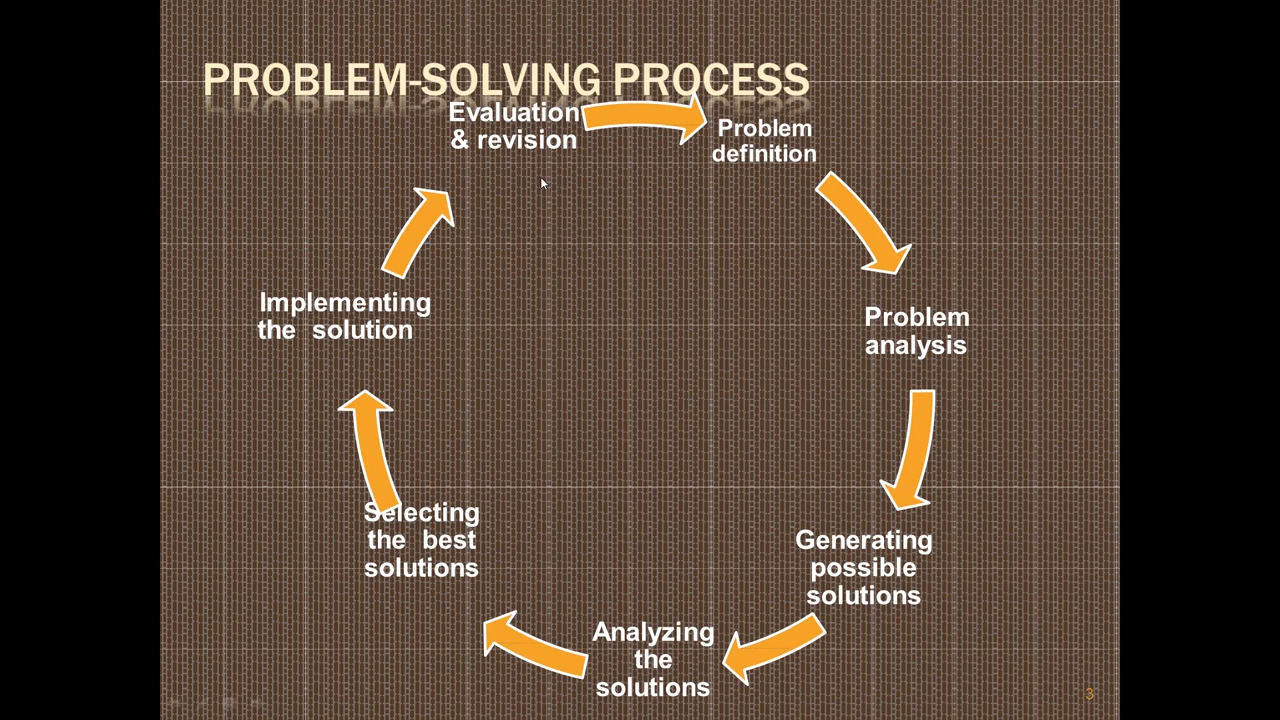 PROBLEM-SOLVING PROCESS
Evaluation
& revision
Problem
definition
Problem
analysis
Generating
possible
solutions
Analyzing
the
solutions
Selecting
the best
solutions
Implementing
the solution
3